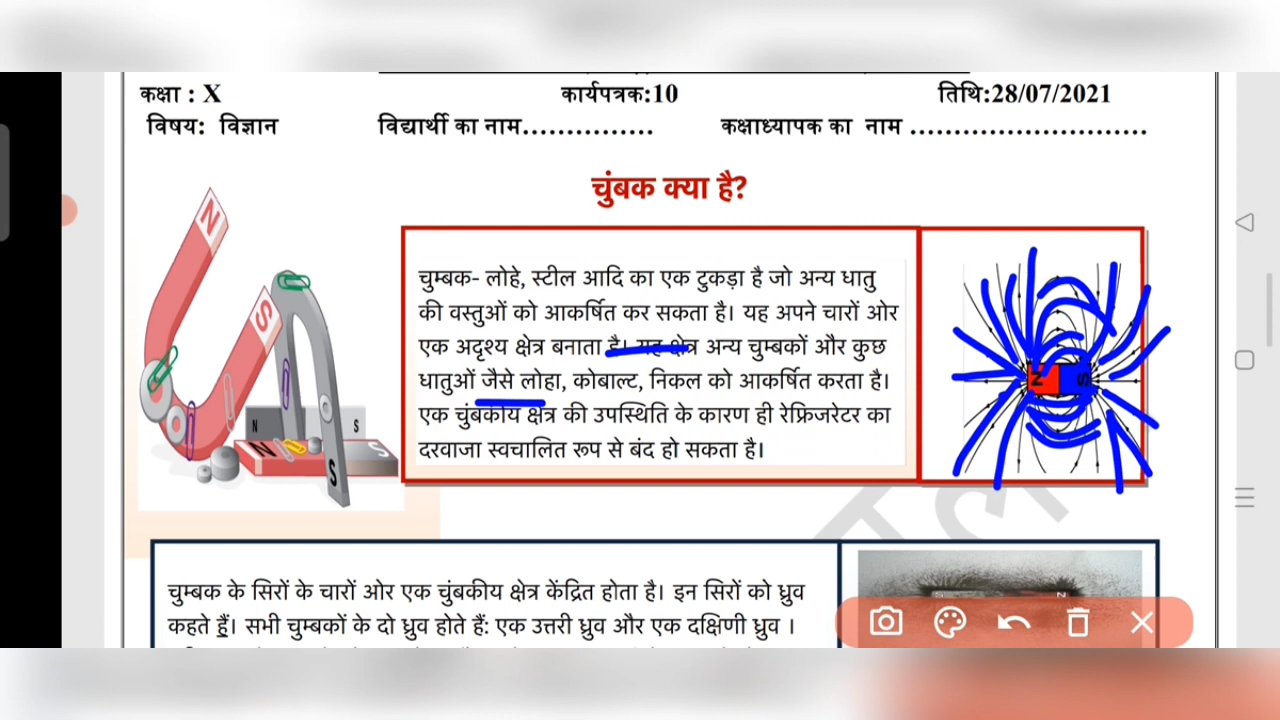 कक्षा : X कार्यपत्रक:10 तिथि:28/07/2021
विषय: विज्ञान विद्यार्थी का नाम............... कक्षाध्यापक का नाम ...........................
चुंबक क्या है?
चुम्बक- लोहे, स्टील आदि का एक टुकड़ा है जो अन्य धातु
की वस्तुओं को आकर्षित कर सकता है। यह अपने चारों ओर
एक अदृश्य क्षेत्र बनाता है। यह क्षेत्र अन्य चुम्बकों और कुछ
धातुओं जैसे लोहा, कोबाल्ट, निकल को आकर्षित करता है।
एक चुंबकीय क्षेत्र की उपस्थिति के कारण ही रेफ्रिजरेटर का
दरवाजा स्वचालित रूप से बंद हो सकता है।
N
S
N
S
N
S
N
S
चुम्बक के सिरों के चारों ओर एक चुंबकीय क्षेत्र केंद्रित होता है। इन सिरों को ध्रुव
कहते हैं। सभी चुम्बकों के दो ध्रुव होते हैं: एक उत्तरी ध्रुव और एक दक्षिणी ध्रुव ।